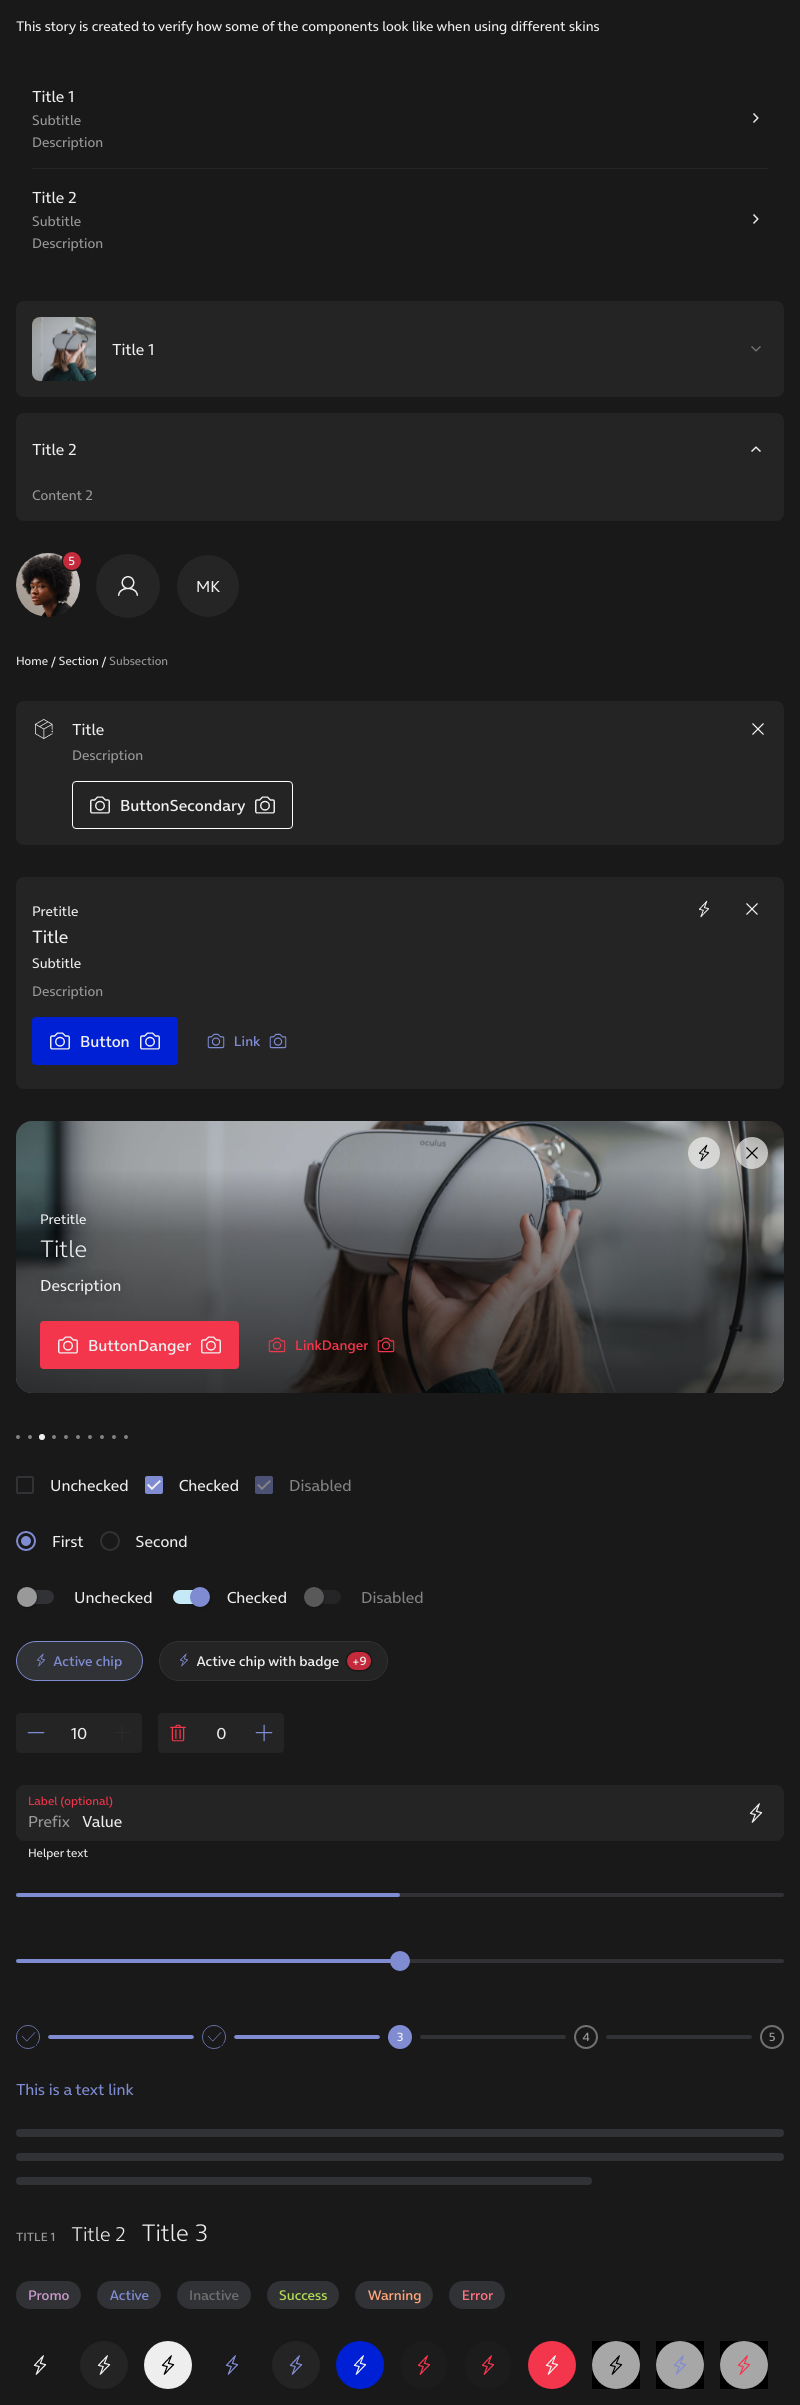 This story is created to verify how some of the components look like when using different skins
Title 1
Subtitle
Description
Title 2
Subtitle
Description
Title 1
Title 2
Content 2
5
MK
Home / Section / Subsection
Title
Description
ButtonSecondary
Pretitle
Title
Subtitle
Description
Button Link
oculus
Pretitle
Title
Description
ButtonDanger LinkDanger
Unchecked Checked Disabled
First Second
Unchecked Checked Disabled
Active chip Active chip with badge +9
10 0
Label (optional)
Prefix Value
Helper text
3 4 5
This is a text link
TITLE 1 Title 2 Title 3
Promo Active Inactive Success Warning Error